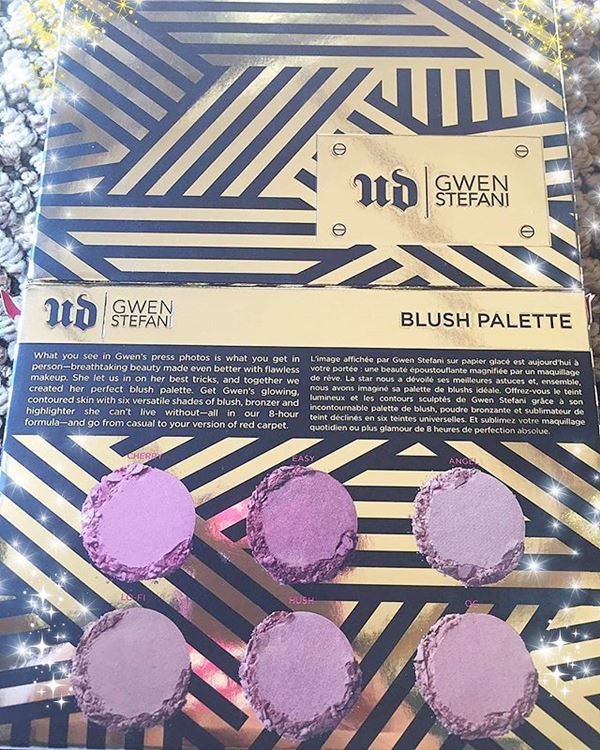 ud GWEN
STEFANI
ud GWEN
STEFANI
BLUSH PALETTE
What you see in Gwen's press photos is what you get in
person—breathtaking beauty made even better with flawless
makeup. She let us in on her best tricks, and together we
created her perfect blush palette. Get Gwen's glowing,
contoured skin with six versatile shades of blush, bronzer and
highlighter she can't live without—all in our 8-hour
formula—and go from casual to your version of red carpet.
L'image affichée par Gwen Stefani sur papier glacé est aujourd'hui à
votre portée : une beauté époustouflante magnifiée par un maquillage
de rêve. La star nous a dévoilé ses meilleures astuces et, ensemble,
nous avons imaginé sa palette de blushs idéale. Offrez-vous le teint
lumineux et les contours sculptés de Gwen Stefani grâce à son
incontournable palette de blush, poudre bronzante et sublimateur de
teint déclinés en six teintes universelles. Et sublimez votre maquillage
quotidien ou plus glamour de 8 heures de perfection absolue.
CHERRY EASY ANGEL
LO-FI HUSH OC